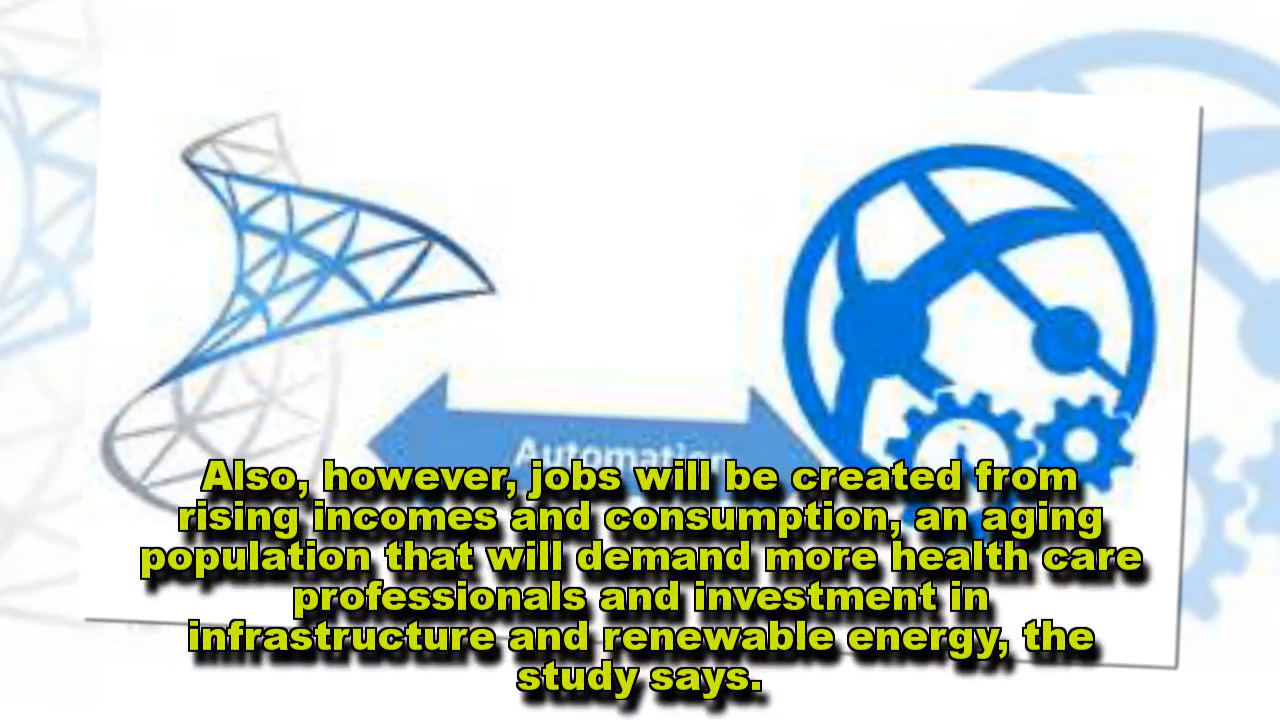 Automation
Also, however, jobs will be created from
rising incomes and consumption, an aging
population that will demand more health care
professionals and investment in
infrastructure and renewable energy, the
study says.